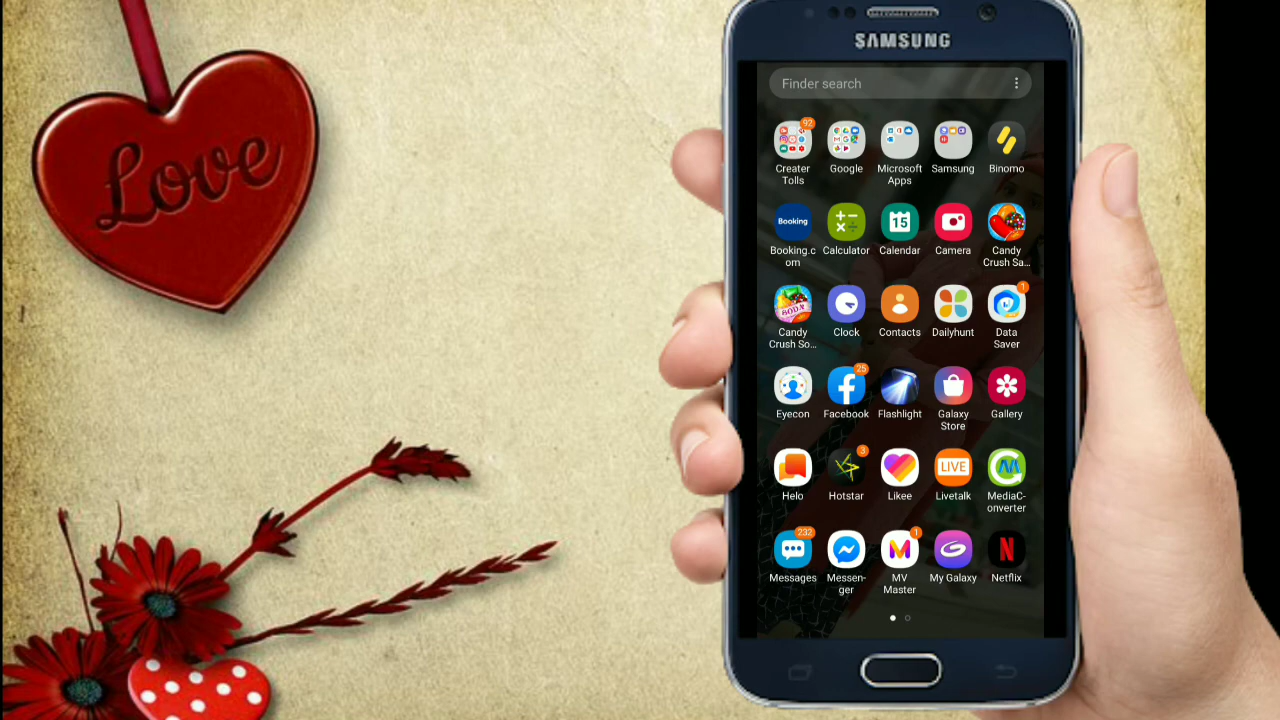 Love
SAMSUNG
Finder search
92
Creater
Tolls
Google
Microsoft
Apps
Samsung
Binomo
Booking
Booking.c
om
Calculator
15
Calendar
Camera
Candy
Crush Sa...
SODA
Candy
Crush So...
Clock
Contacts
Dailyhunt
1
Data
Saver
Eyecon
25
Facebook
Flashlight
Galaxy
Store
Gallery
Helo
3
Hotstar
Likee
LIVE
Livetalk
MediaC-
onverter
232
Messages
Messen-
ger
1
MV
Master
My Galaxy
N
Netflix